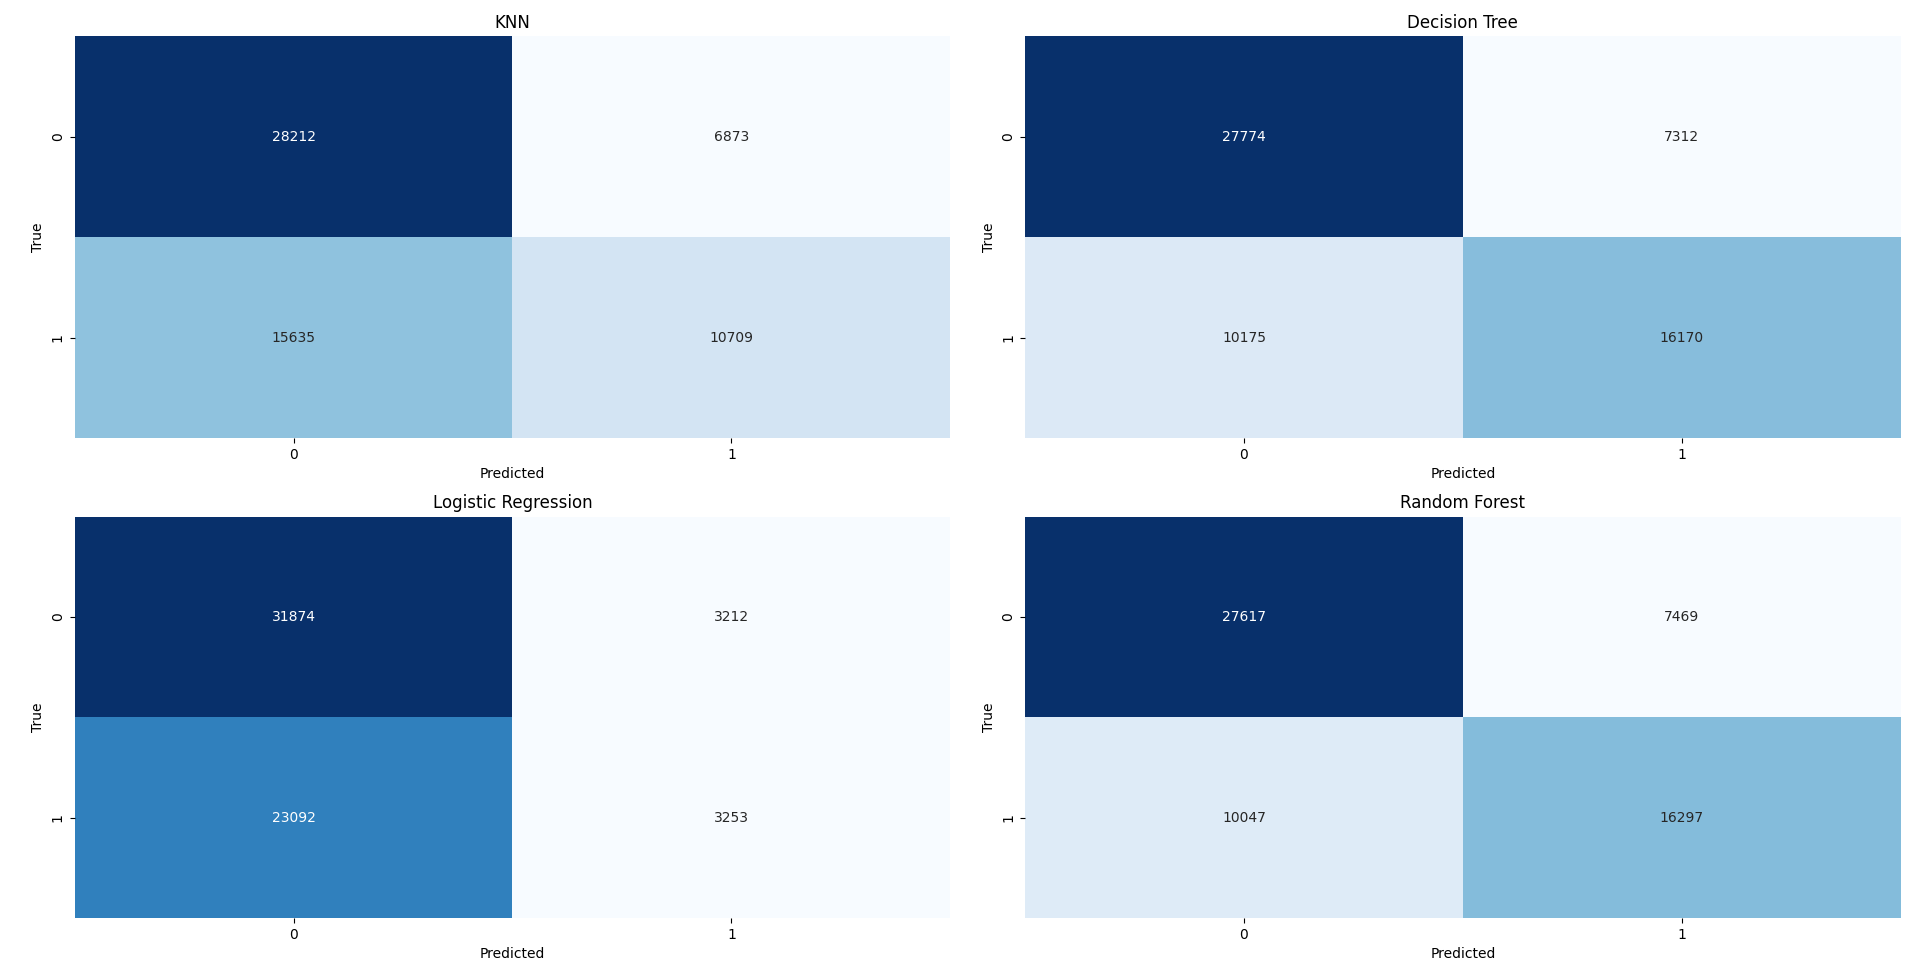 KNN
0
28212
6873
True
1
15635
10709
0
1
Predicted
Decision Tree
0
27774
7312
True
1
10175
16170
0
1
Predicted
Logistic Regression
0
31874
3212
True
1
23092
3253
0
1
Predicted
Random Forest
0
27617
7469
True
1
10047
16297
0
1
Predicted